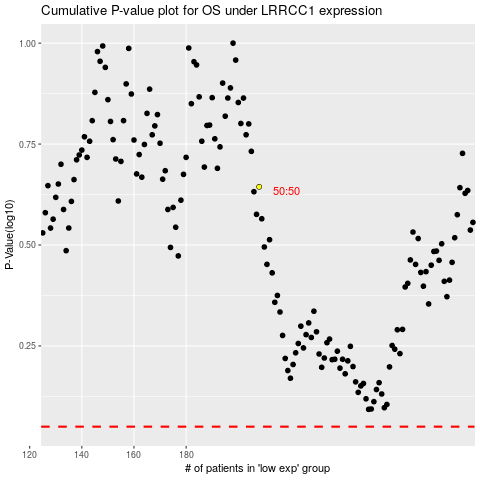 Cumulative P-value plot for OS under LRRCC1 expression
P-Value(log10)
1.00
0.75
0.50
0.25
50:50
120 140 160 180
# of patients in 'low exp' group